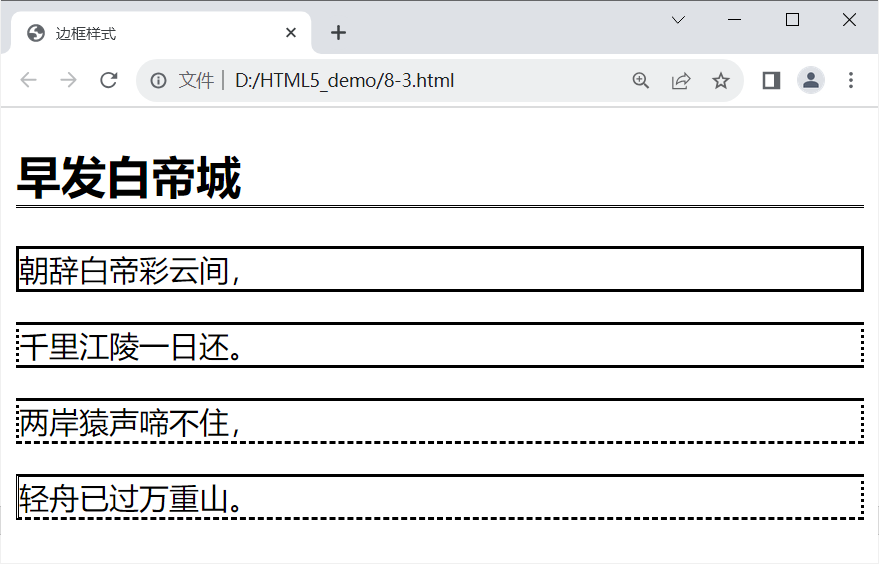 边框样式
文件 | D:/HTML5_demo/8-3.html
早发白帝城
朝辞白帝彩云间，
千里江陵一日还。
两岸猿声啼不住，
轻舟已过万重山。